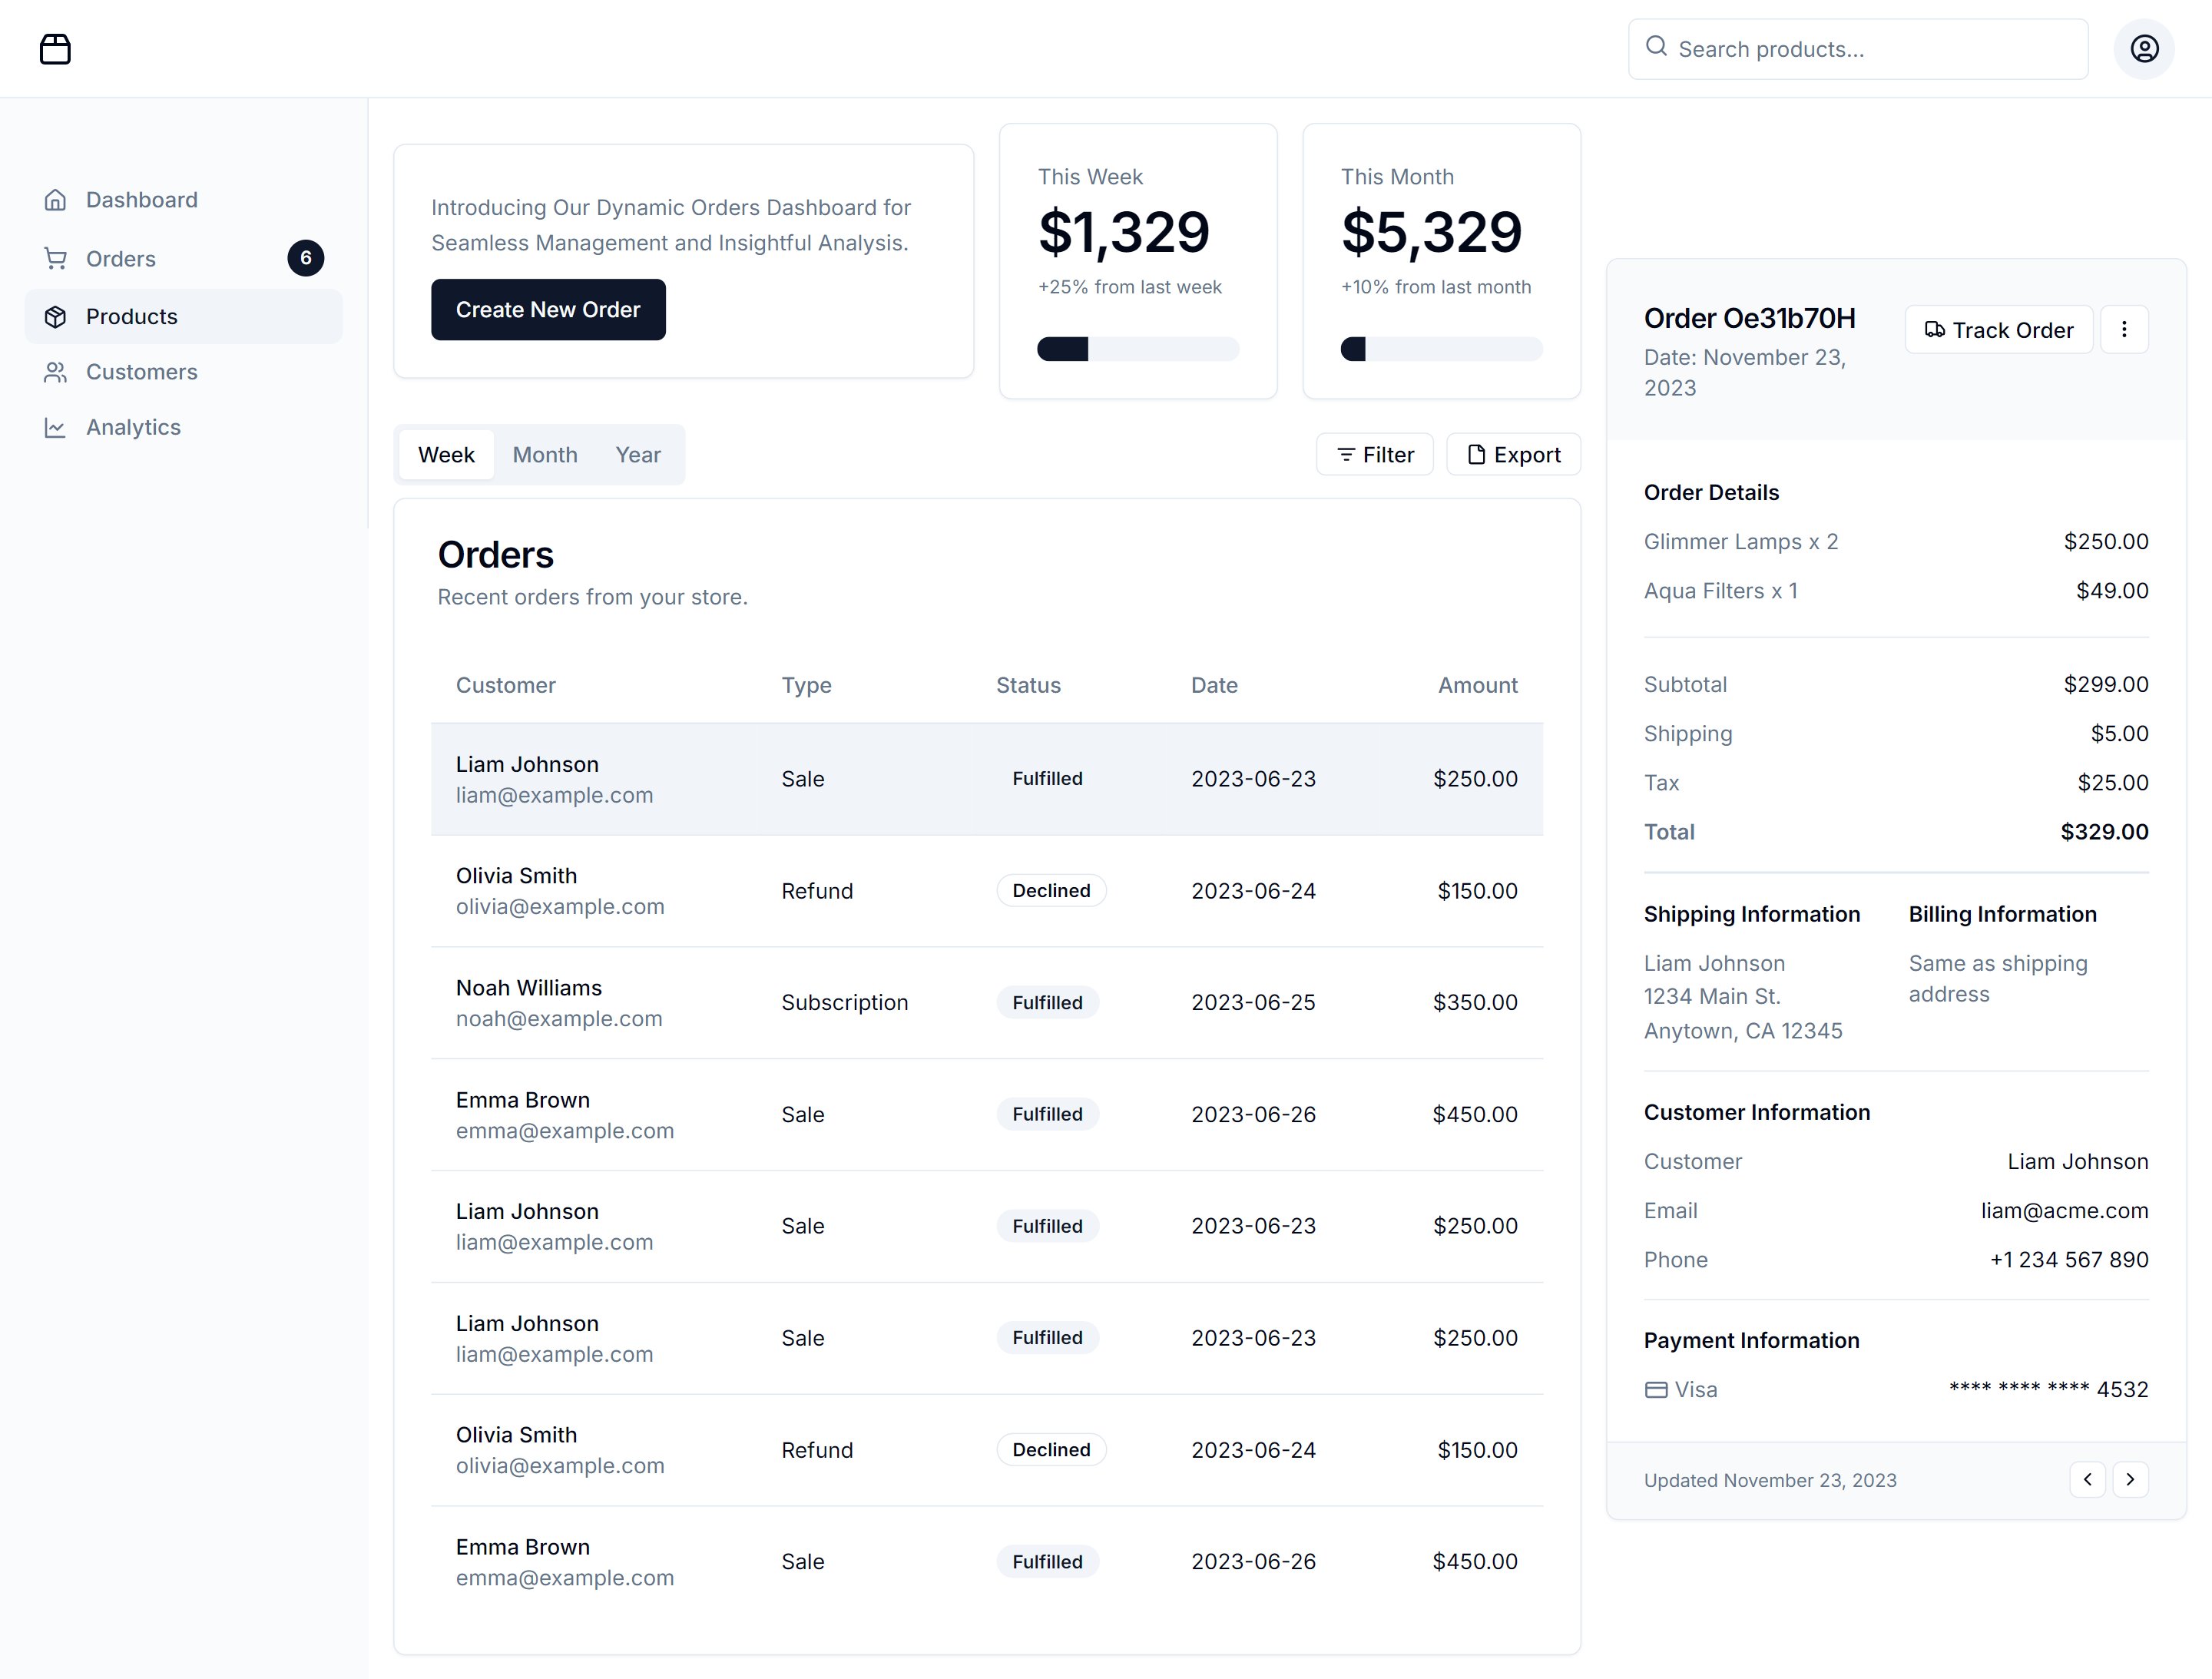 Search products...
Dashboard
Orders
6
Products
Customers
Analytics
Introducing Our Dynamic Orders Dashboard for
Seamless Management and Insightful Analysis.
Create New Order
This Week
$1,329
+25% from last week
This Month
$5,329
+10% from last month
Week Month Year
Filter
Export
Orders
Recent orders from your store.
Customer Type Status Date Amount
Liam Johnson
liam@example.com
Sale Fulfilled 2023-06-23 $250.00
Olivia Smith
olivia@example.com
Refund Declined 2023-06-24 $150.00
Noah Williams
noah@example.com
Subscription Fulfilled 2023-06-25 $350.00
Emma Brown
emma@example.com
Sale Fulfilled 2023-06-26 $450.00
Liam Johnson
liam@example.com
Sale Fulfilled 2023-06-23 $250.00
Liam Johnson
liam@example.com
Sale Fulfilled 2023-06-23 $250.00
Olivia Smith
olivia@example.com
Refund Declined 2023-06-24 $150.00
Emma Brown
emma@example.com
Sale Fulfilled 2023-06-26 $450.00
Order Oe31b70H
Date: November 23,
2023
Track Order
Order Details
Glimmer Lamps x 2 $250.00
Aqua Filters x 1 $49.00
Subtotal $299.00
Shipping $5.00
Tax $25.00
Total $329.00
Shipping Information
Liam Johnson
1234 Main St.
Anytown, CA 12345
Billing Information
Same as shipping
address
Customer Information
Customer Liam Johnson
Email liam@acme.com
Phone +1 234 567 890
Payment Information
Visa **** **** **** 4532
Updated November 23, 2023